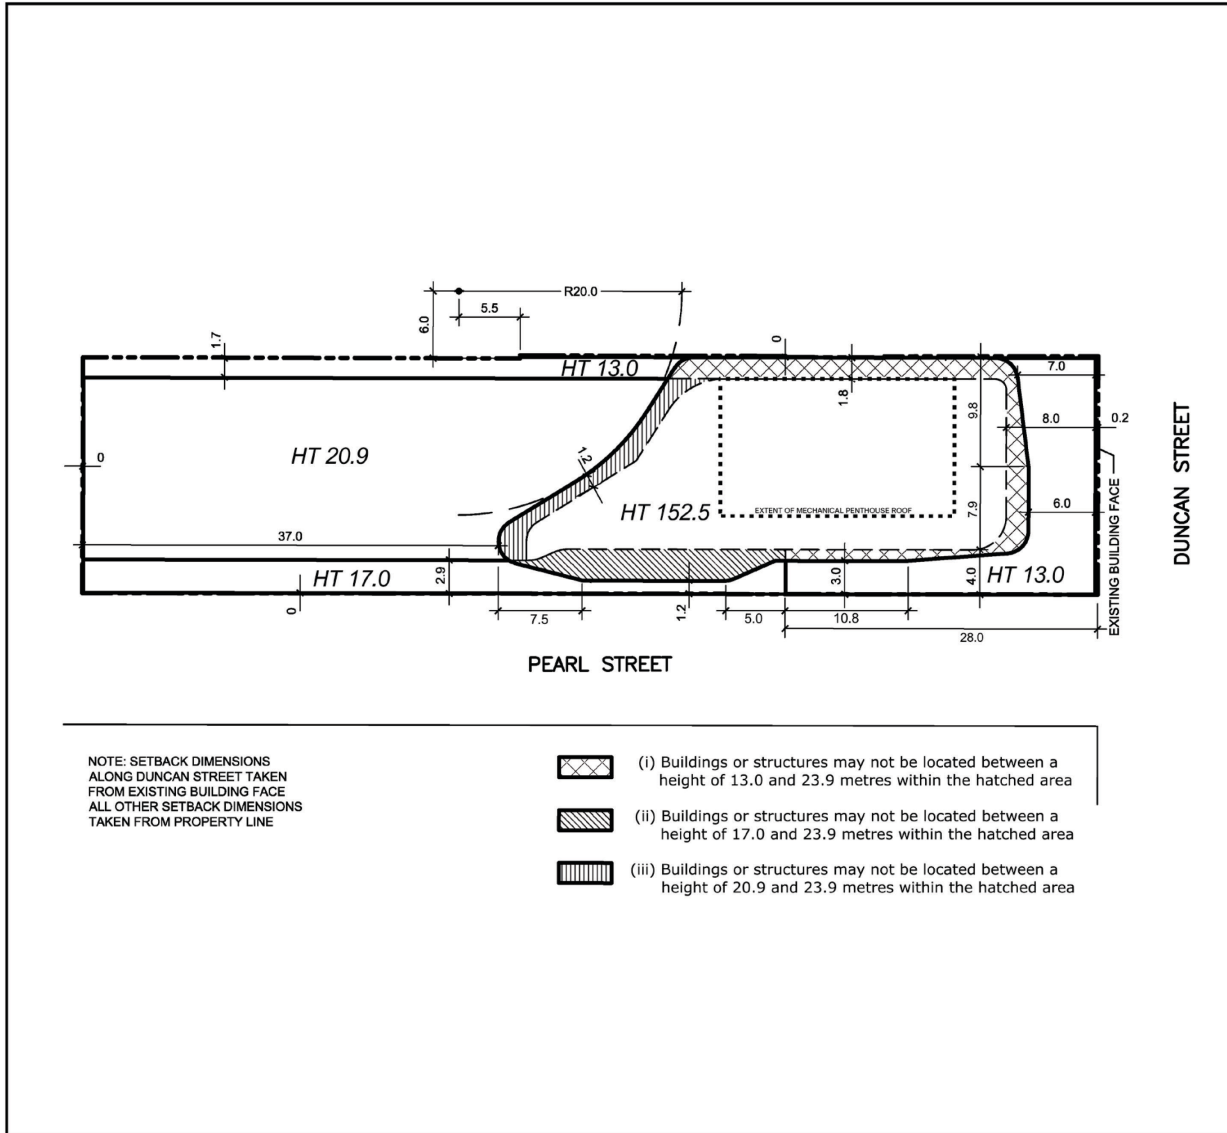 R20.0
5.5
6.0
1.7
0
HT 13.0
7.0
1.8
9.8
8.0
0.2
HT 20.9
0
1.2
HT 152.5
EXTENT OF MECHANICAL PENTHOUSE ROOF
7.9
6.0
EXISTING BUILDING FACE
DUNCAN STREET
37.0
HT 17.0
2.9
3.0
4.0
HT 13.0
0
7.5
1.2
5.0
10.8
28.0
PEARL STREET
NOTE: SETBACK DIMENSIONS
ALONG DUNCAN STREET TAKEN
FROM EXISTING BUILDING FACE
ALL OTHER SETBACK DIMENSIONS
TAKEN FROM PROPERTY LINE
(i) Buildings or structures may not be located between a
height of 13.0 and 23.9 metres within the hatched area
(ii) Buildings or structures may not be located between a
height of 17.0 and 23.9 metres within the hatched area
(iii) Buildings or structures may not be located between a
height of 20.9 and 23.9 metres within the hatched area